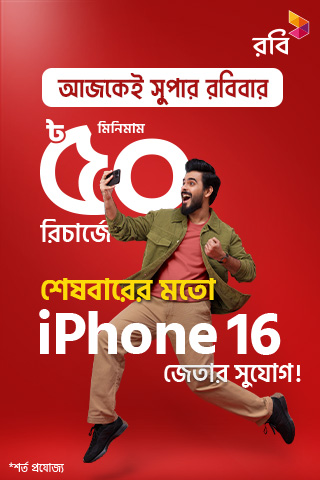 রবি
আজকেই সুপার রবিবার
মিনিমাম
৳৫০
রিচার্জে
শেষবারের মতো
iPhone 16
জেতার সুযোগ!
*শর্ত প্রযোজ্য